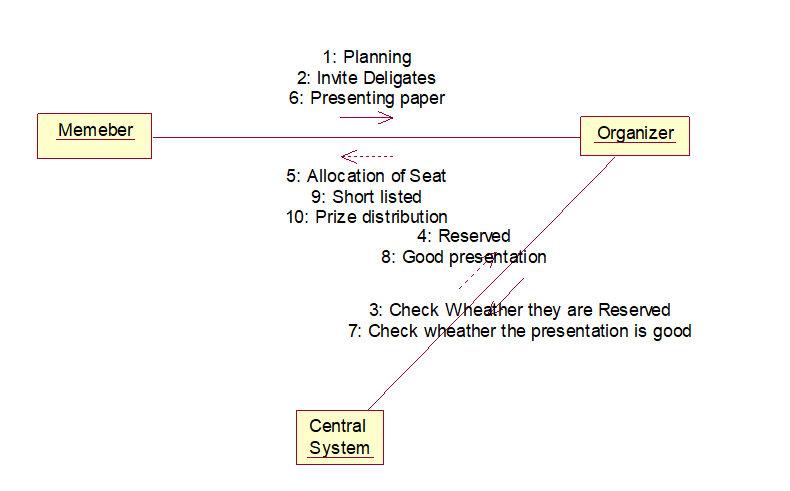 1: Planning
2: Invite Deligates
6: Presenting paper
Memeber
Organizer
5: Allocation of Seat
9: Short listed
10: Prize distribution
4: Reserved
8: Good presentation
3: Check Wheather they are Reserved
7: Check wheather the presentation is good
Central
System